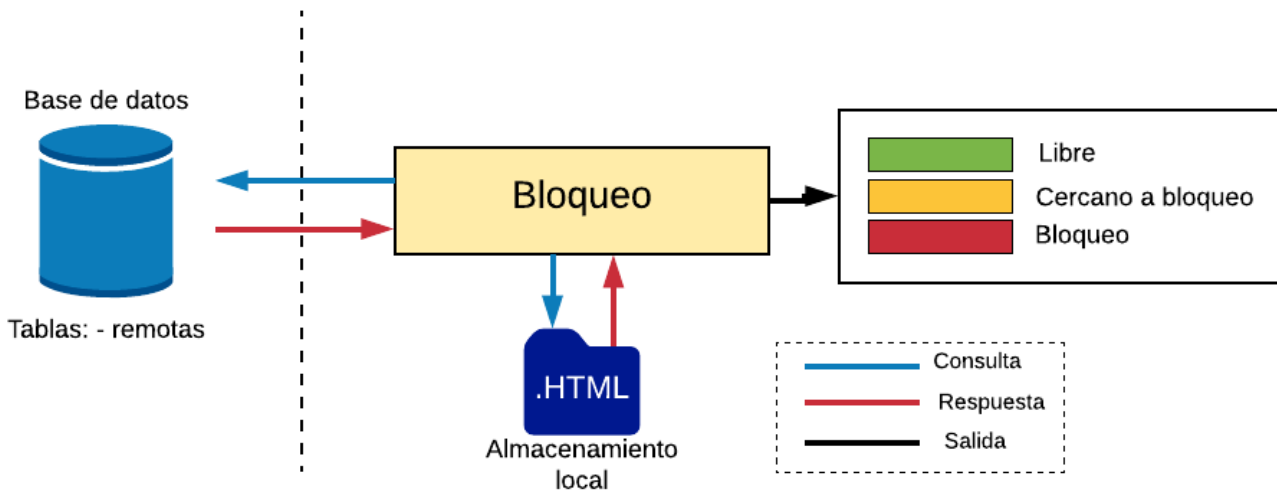 Base de datos
Tablas: - remotas
Bloqueo
.HTML
Almacenamiento
local
Libre
Cercano a bloqueo
Bloqueo
Consulta
Respuesta
Salida